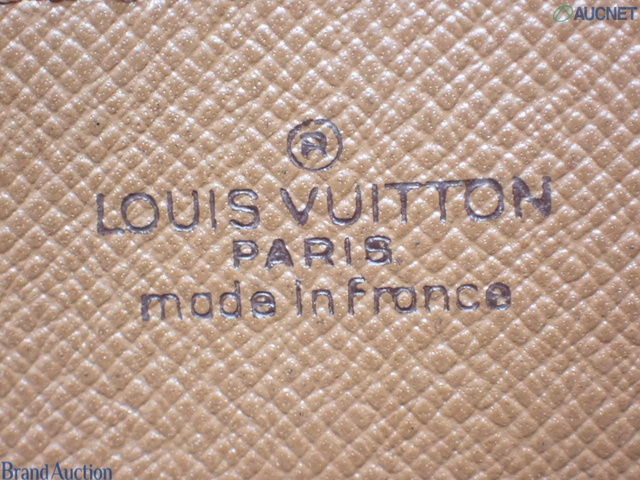 AUCNET
®
LOUIS VUITTON
PARIS
made in france
Brand Auction